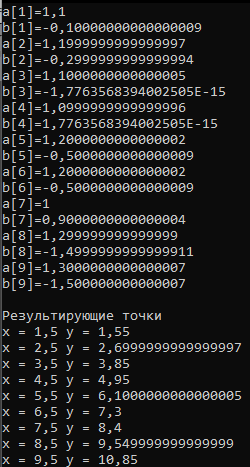 a[1]=1,1
b[1]=-0,10000000000000009
a[2]=1,1999999999999997
b[2]=-0,2999999999999994
a[3]=1,1000000000000005
b[3]=-1,7763568394002505E-15
a[4]=1,0999999999999996
b[4]=1,7763568394002505E-15
a[5]=1,2000000000000002
b[5]=-0,5000000000000009
a[6]=1,2000000000000002
b[6]=-0,5000000000000009
a[7]=1
b[7]=0,9000000000000004
a[8]=1,299999999999999
b[8]=-1,4999999999999911
a[9]=1,3000000000000007
b[9]=-1,5000000000000007
Результирующие точки
x = 1,5 y = 1,55
x = 2,5 y = 2,6999999999999997
x = 3,5 y = 3,85
x = 4,5 y = 4,95
x = 5,5 y = 6,1000000000000005
x = 6,5 y = 7,3
x = 7,5 y = 8,4
x = 8,5 y = 9,549999999999999
x = 9,5 y = 10,85